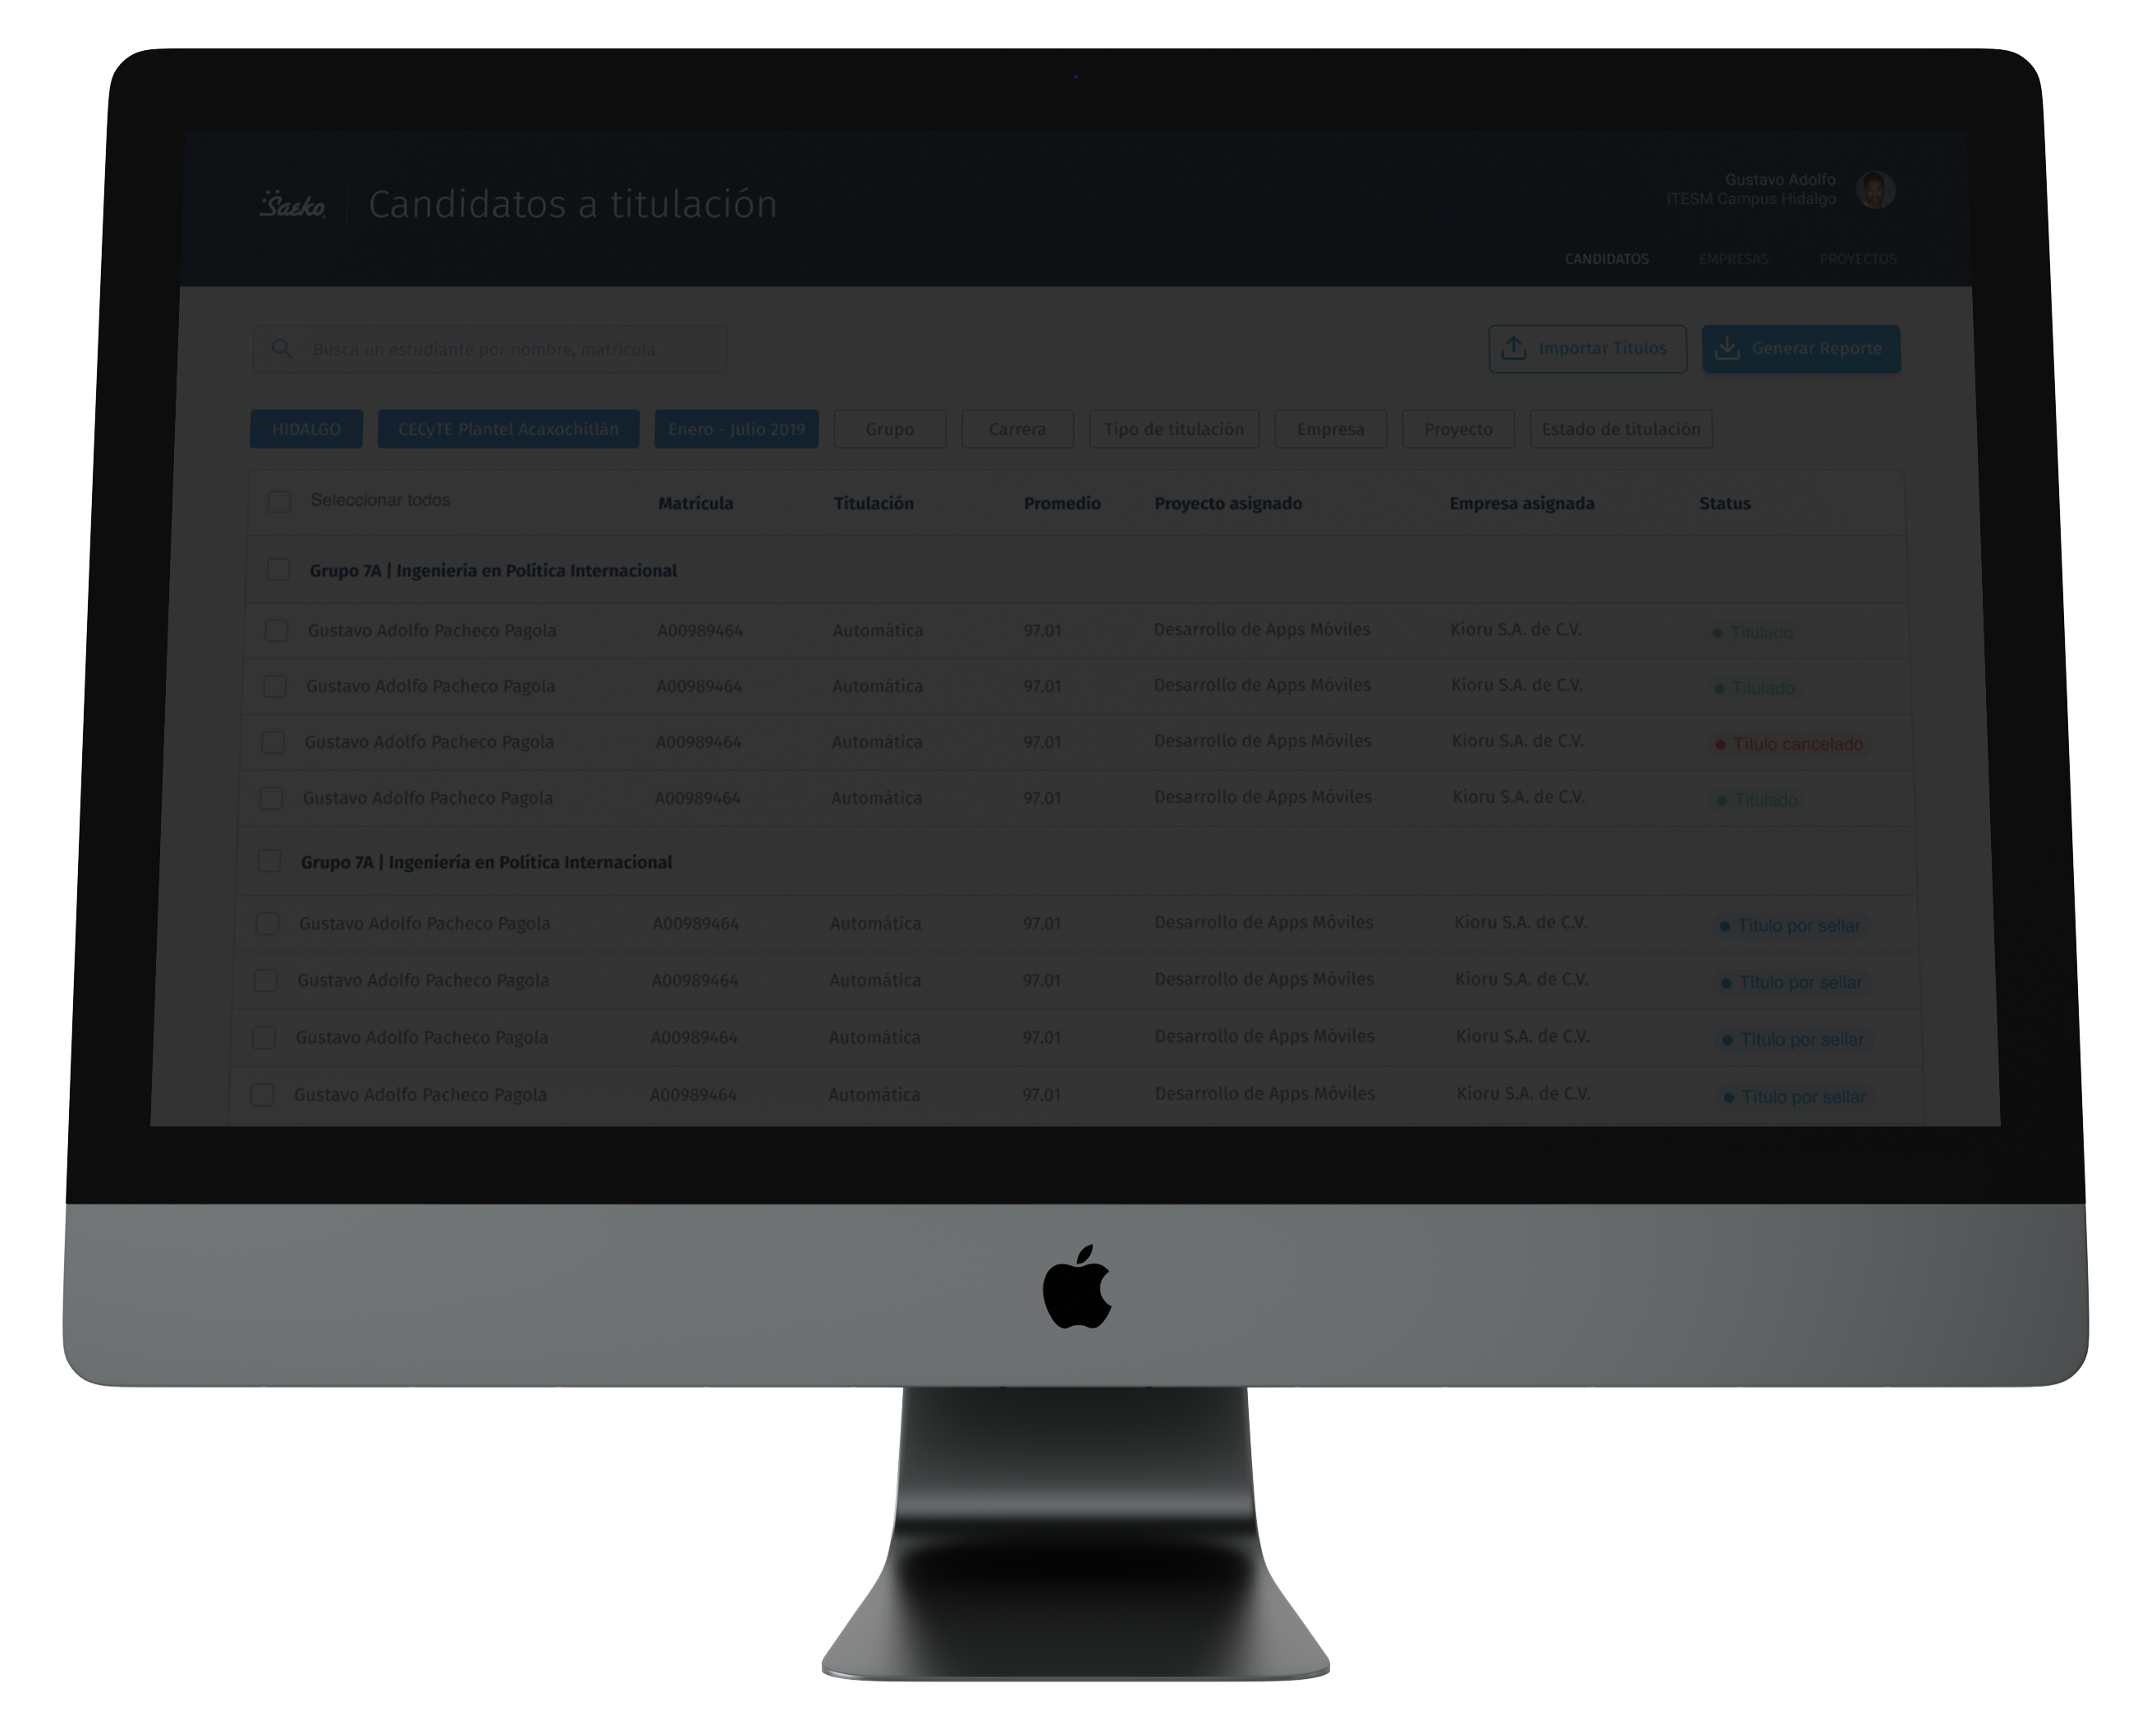 Saeko
Candidatos a titulación
Gustavo Adolfo
ITESM Campus Hidalgo
CANDIDATOS EMPRESAS PROYECTOS
Busca un estudiante por nombre, matrícula
Importar Títulos
Generar Reporte
HIDALGO CECyTE Plantel Acaxochitlán Enero - Julio 2019 Grupo Carrera Tipo de titulación Empresa Proyecto Estado de titulación
Seleccionar todos Matrícula Titulación Promedio Proyecto asignado Empresa asignada Status
Grupo 7A | Ingeniería en Política Internacional
Gustavo Adolfo Pacheco Pagola A00989464 Automática 97.01 Desarrollo de Apps Móviles Kioru S.A. de C.V. Titulado
Gustavo Adolfo Pacheco Pagola A00989464 Automática 97.01 Desarrollo de Apps Móviles Kioru S.A. de C.V. Titulado
Gustavo Adolfo Pacheco Pagola A00989464 Automática 97.01 Desarrollo de Apps Móviles Kioru S.A. de C.V. Título cancelado
Gustavo Adolfo Pacheco Pagola A00989464 Automática 97.01 Desarrollo de Apps Móviles Kioru S.A. de C.V. Titulado
Grupo 7A | Ingeniería en Política Internacional
Gustavo Adolfo Pacheco Pagola A00989464 Automática 97.01 Desarrollo de Apps Móviles Kioru S.A. de C.V. Título por sellar
Gustavo Adolfo Pacheco Pagola A00989464 Automática 97.01 Desarrollo de Apps Móviles Kioru S.A. de C.V. Título por sellar
Gustavo Adolfo Pacheco Pagola A00989464 Automática 97.01 Desarrollo de Apps Móviles Kioru S.A. de C.V. Título por sellar
Gustavo Adolfo Pacheco Pagola A00989464 Automática 97.01 Desarrollo de Apps Móviles Kioru S.A. de C.V. Título por sellar